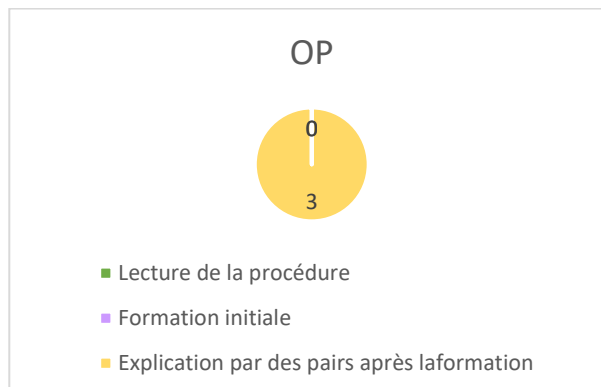 OP
0
3
Lecture de la procédure
Formation initiale
Explication par des pairs après laformation